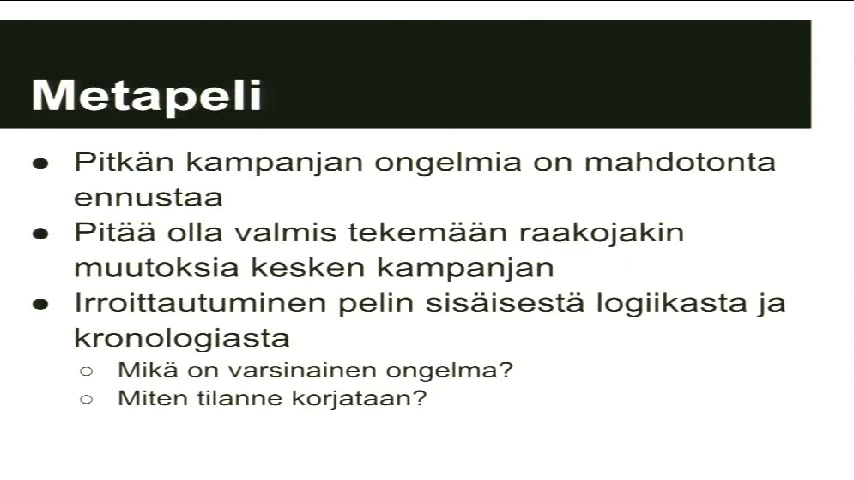 Metapeli
● Pitkän kampanjan ongelmia on mahdotonta
ennustaa
● Pitää olla valmis tekemään raakojakin
muutoksia kesken kampanjan
● Irroittautuminen pelin sisäisestä logiikasta ja
kronologiasta
○ Mikä on varsinainen ongelma?
○ Miten tilanne korjataan?